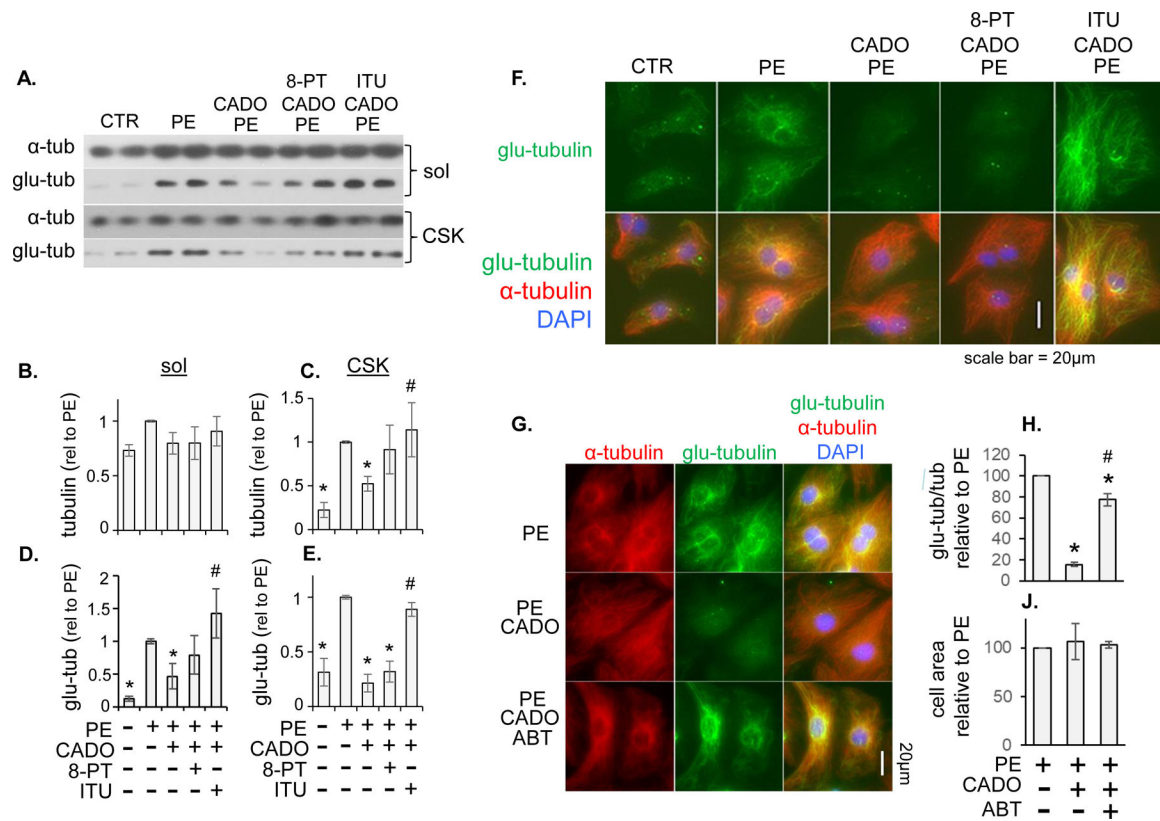 A.
CTR
PE
CADO
PE
8-PT
CADO
PE
ITU
CADO
PE
α-tub
glu-tub
sol
α-tub
glu-tub
CSK
B.
sol
tubulin (rel to PE)
1
0.5
0
C.
CSK
tubulin (rel to PE)
1.5
1
0.5
0
*
*
#
D.
glu-tub (rel to PE)
2
1.5
1
0.5
0
*
*
#
E.
glu-tub (rel to PE)
1.5
1
0.5
0
*
*
*
#
PE - + + + + - + + + +
CADO - - + + + - - + + +
8-PT - - - + - - - - + -
ITU - - - - + - - - - +
F.
CTR
PE
CADO
PE
8-PT
CADO
PE
ITU
CADO
PE
glu-tubulin
glu-tubulin
α-tubulin
DAPI
scale bar = 20µm
G.
α-tubulin
glu-tubulin
glu-tubulin
α-tubulin
DAPI
PE
PE
CADO
PE
CADO
ABT
20µm
H.
glu-tub/tub
relative to PE
120
100
80
60
40
20
0
*
#
*
J.
cell area
relative to PE
100
50
0
PE + + +
CADO - + +
ABT - - +